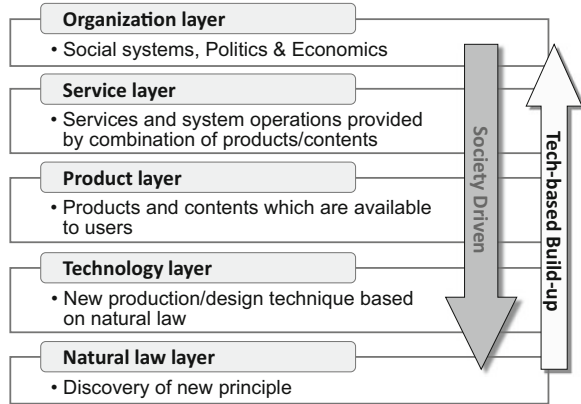 Organization layer
• Social systems, Politics & Economics
Service layer
• Services and system operations provided
by combination of products/contents
Product layer
• Products and contents which are available
to users
Technology layer
• New production/design technique based
on natural law
Natural law layer
• Discovery of new principle
Society Driven
Tech-based Build-up